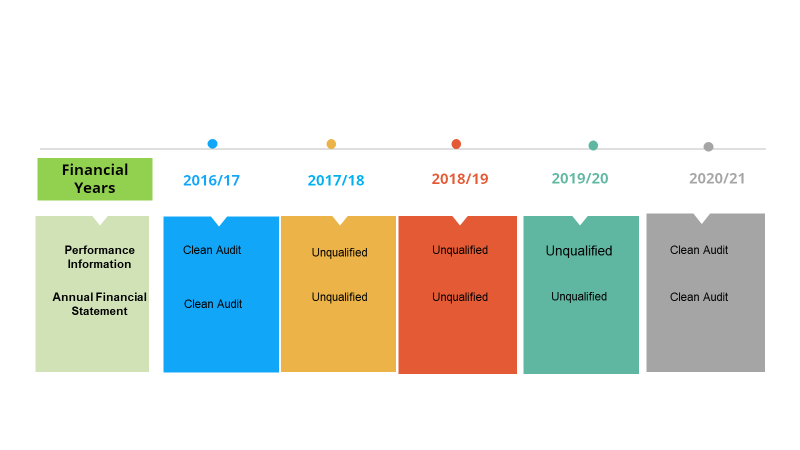 Financial
Years
2016/17
2017/18
2018/19
2019/20
2020/21
Performance
Information
Clean Audit
Unqualified
Unqualified
Unqualified
Clean Audit
Annual Financial
Statement
Clean Audit
Unqualified
Unqualified
Unqualified
Clean Audit